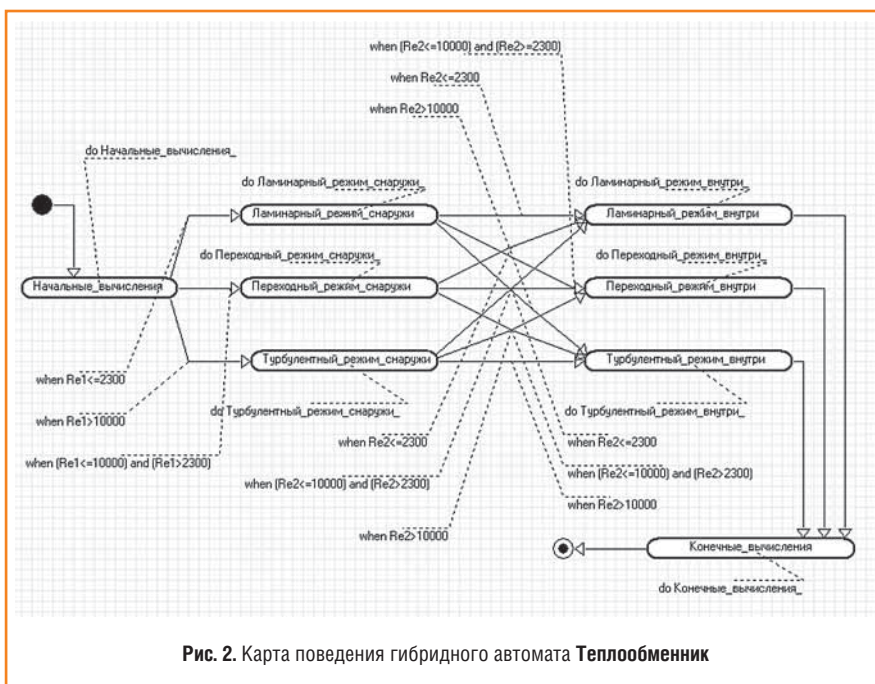 when (Re2<=10000) and (Re2>=2300)
when Re2<=2300
when Re2>10000
do Начальные_вычисления_
do Ламинарный_режим_снаружи_
do Ламинарный_режим_внутри_
Ламинарный_режим_снаружи
Ламинарный_режим_внутри
do Переходный_режим_снаружи_
do Переходный_режим_внутри_
Начальные_вычисления
Переходный_режим_снаружи
Переходный_режим_внутри
Турбулентный_режим_снаружи
Турбулентный_режим_внутри
when Re1<=2300
do Турбулентный_режим_снаружи_
do Турбулентный_режим_внутри_
when Re1>10000
when Re2<=2300
when Re2<=2300
when (Re1<=10000) and (Re1>2300)
when (Re2<=10000) and (Re2>2300)
when (Re2<=10000) and (Re2>2300)
when Re2>10000
when Re2>10000
Конечные_вычисления
do Конечные_вычисления_
Рис. 2. Карта поведения гибридного автомата Теплообменник